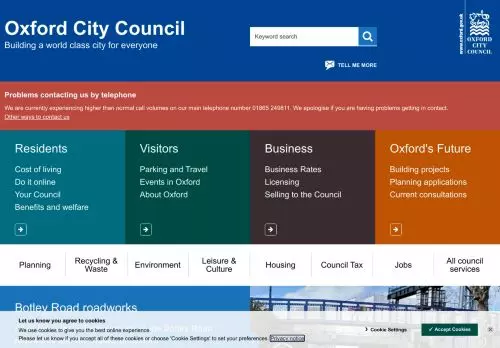 Oxford City Council
Building a world class city for everyone
Keyword search
TELL ME MORE
www.oxford.gov.uk
OXFORD
CITY
COUNCIL
Problems contacting us by telephone
We are currently experiencing higher than normal call volumes on our main telephone number 01865 249811. We apologise if you are having problems getting in contact.
Other ways to contact us
Residents
Cost of living
Do it online
Your Council
Benefits and welfare
Visitors
Parking and Travel
Events in Oxford
About Oxford
Business
Business Rates
Licensing
Selling to the Council
Oxford's Future
Building projects
Planning applications
Current consultations
Planning
Recycling &
Waste
Environment
Leisure &
Culture
Housing
Council Tax
Jobs
All council
services
Botley Road roadworks
Let us know you agree to cookies
We use cookies to give you the best online experience.
Please let us know if you accept all of these cookies or choose 'Cookie Settings' to set your preferences. Privacy notice
Cookie Settings
Accept Cookies